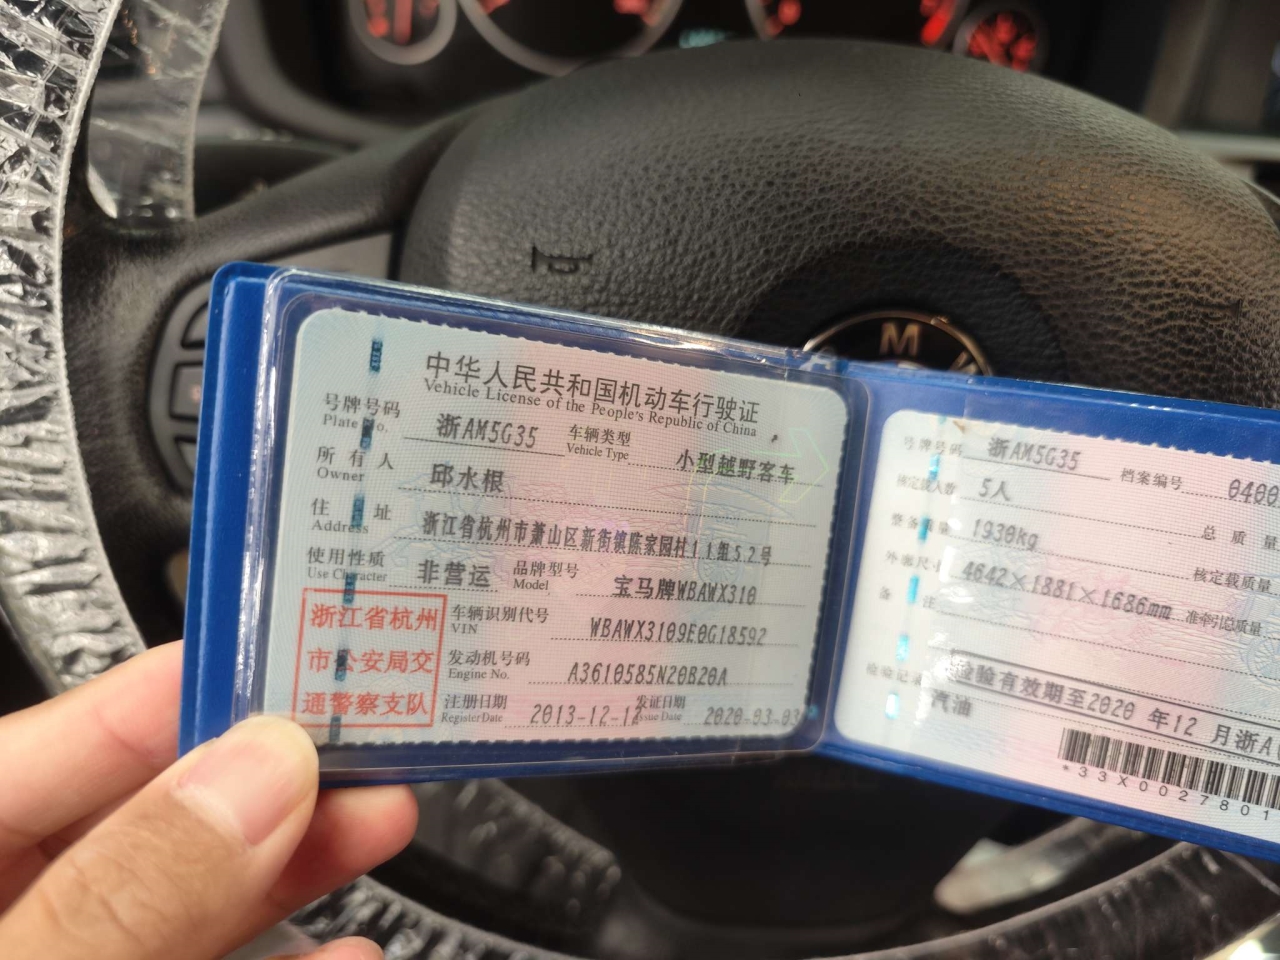 中华人民共和国机动车行驶证
Vehicle License of the People's Republic of China
号牌号码 浙AM5G35 车辆类型 小型越野客车
Plate No. Vehicle Type
所有人 邱水根
Owner
住址 浙江省杭州市萧山区新街镇陈家园村11组52号
Address
使用性质 非营运 品牌型号 宝马牌WBAWX310
Use Character Model
浙江省杭州
市公安局交
通警察支队
车辆识别代号 WBAWX3109E0G18592
VIN
发动机号码 A3610585N20B20A
Engine No.
注册日期 2013-12-12 发证日期 2020-03-03
Register Date Issue Date
号牌号码 浙AM5G35 档案编号 0400
核定载人数 5人 总质量
整备质量 1930kg 核定载质量
外廓尺寸 4642×1881×1686mm 准牵引总质量
备注
检验记录 检验有效期至2020年12月浙A
汽油
*33X0027801
M